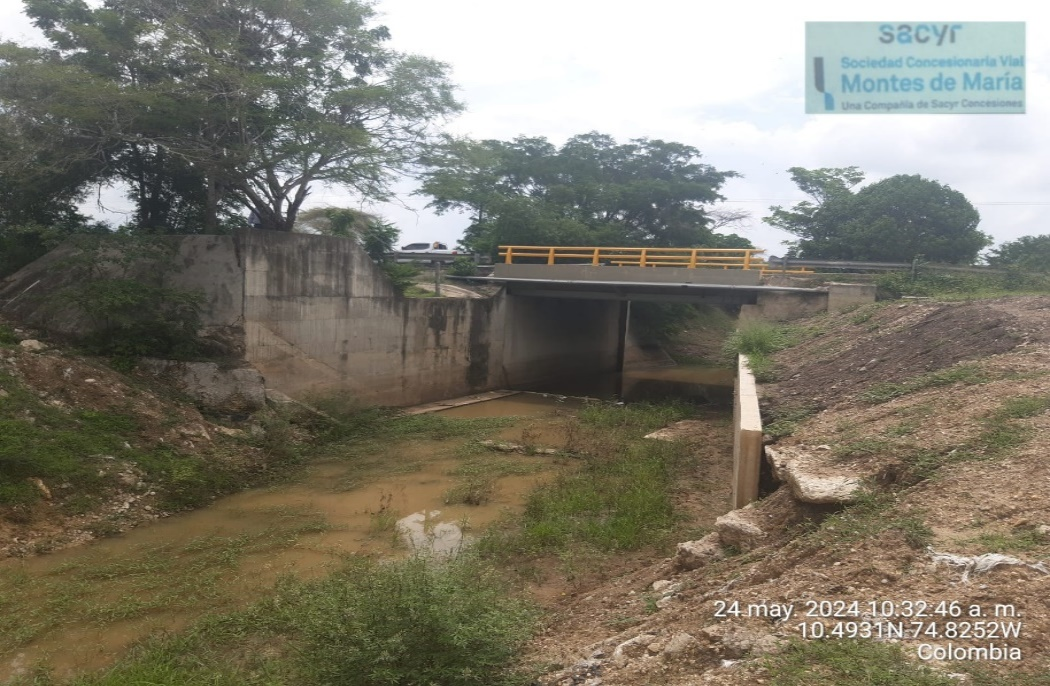 sacyr
Sociedad Concesionaria Vial
Montes de María
Una Compañía de Sacyr Concesiones
24 may. 2024 10:32:46 a. m.
10.4931N 74.8252W
Colombia